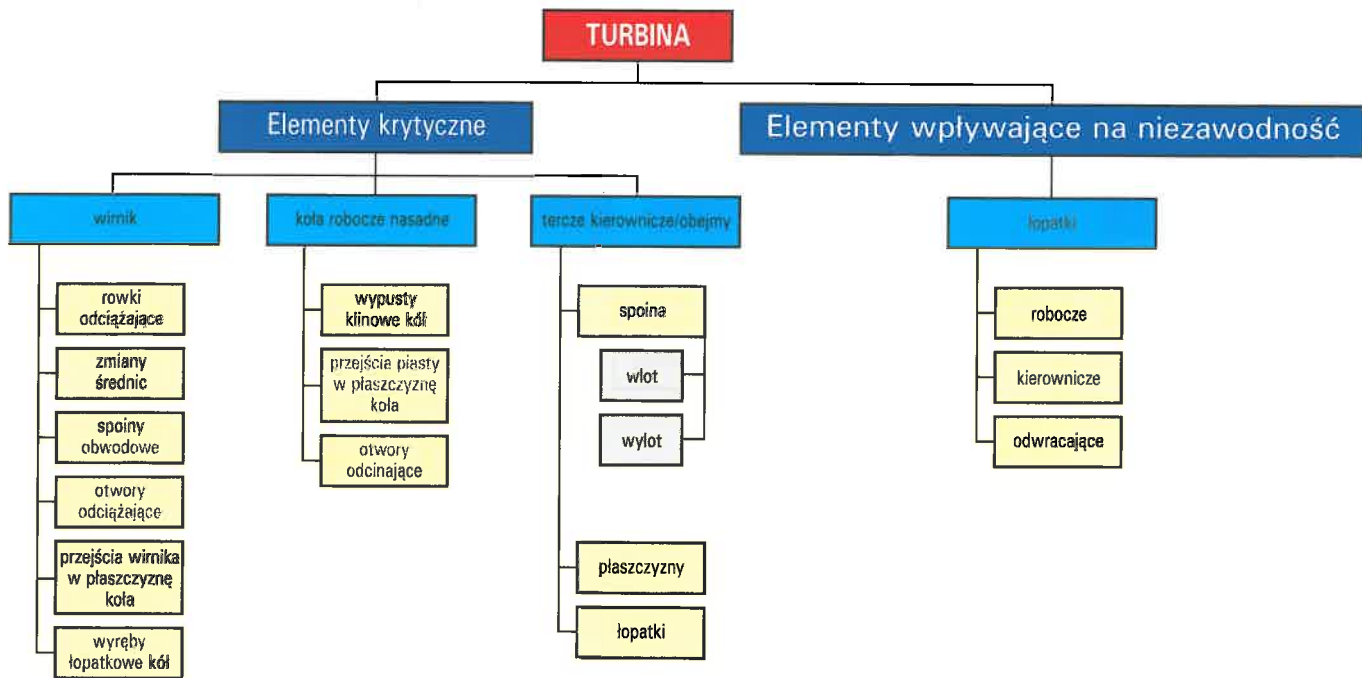 TURBINA
Elementy krytyczne
Elementy wpływające na niezawodność
wirnik
koła robocze nasadne
tercze kierownicze/obejmy
łopatki
rowki
odciążające
zmiany
średnic
spoiny
obwodowe
otwory
odciążające
przejścia wirnika
w płaszczyznę
koła
wyręby
łopatkowe kół
wypusty
klinowe kół
przejścia piasty
w płaszczyznę
koła
otwory
odcinające
spoina
wlot
wylot
płaszczyzny
łopatki
robocze
kierownicze
odwracające